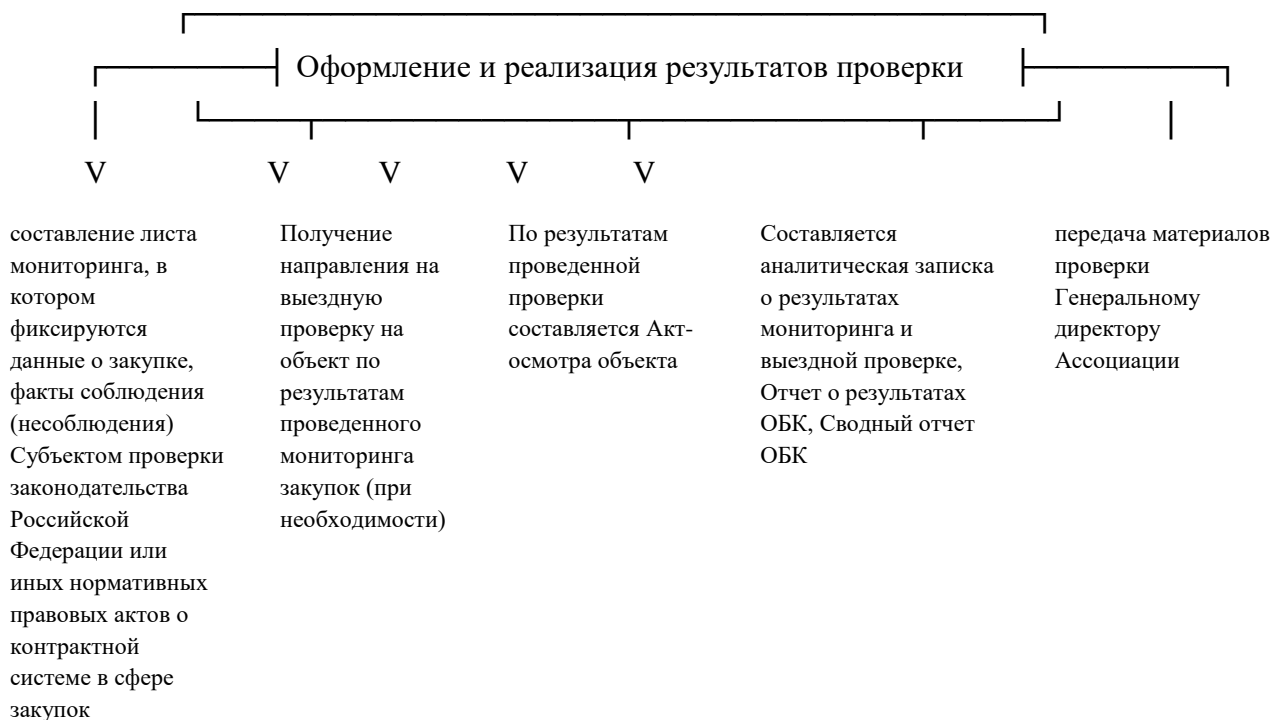 Оформление и реализация результатов проверки
V V V V V
составление листа
мониторинга, в
котором
фиксируются
данные о закупке,
факты соблюдения
(несоблюдения)
Субъектом проверки
законодательства
Российской
Федерации или
иных нормативных
правовых актов о
контрактной
системе в сфере
закупок
Получение
направления на
выездную
проверку на
объект по
результатам
проведенного
мониторинга
закупок (при
необходимости)
По результатам
проведенной
проверки
составляется Акт-
осмотра объекта
Составляется
аналитическая записка
о результатах
мониторинга и
выездной проверке,
Отчет о результатах
ОБК, Сводный отчет
ОБК
передача материалов
проверки
Генеральному
директору
Ассоциации